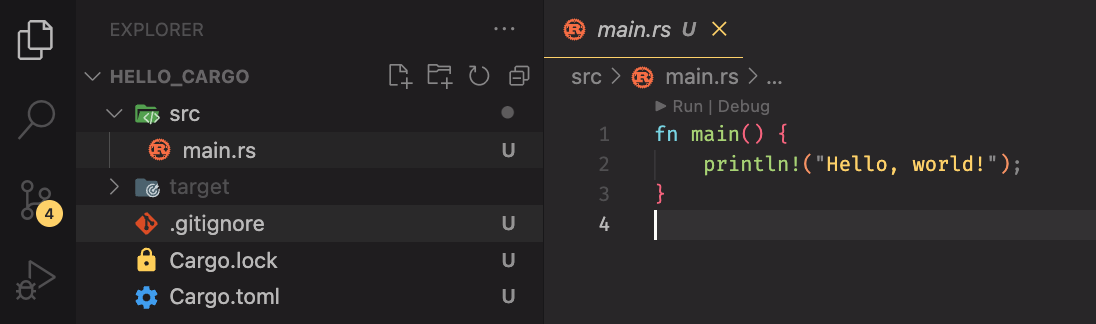 EXPLORER ...
HELLO_CARGO
src
main.rs U
target
.gitignore U
Cargo.lock U
Cargo.toml U
4
main.rs U
src > main.rs > ...
Run | Debug
1 fn main() {
2 println!("Hello, world!");
3 }
4